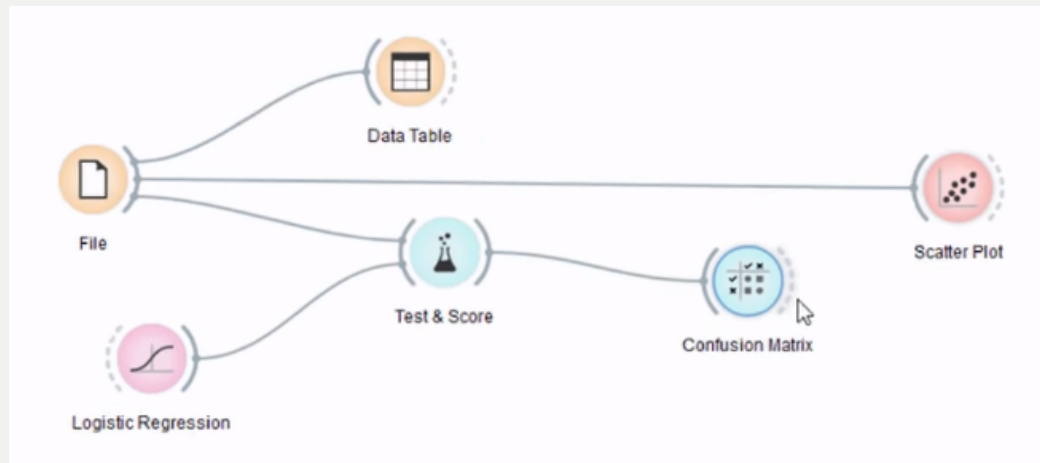 Data Table
File
Scatter Plot
Test & Score
Confusion Matrix
Logistic Regression